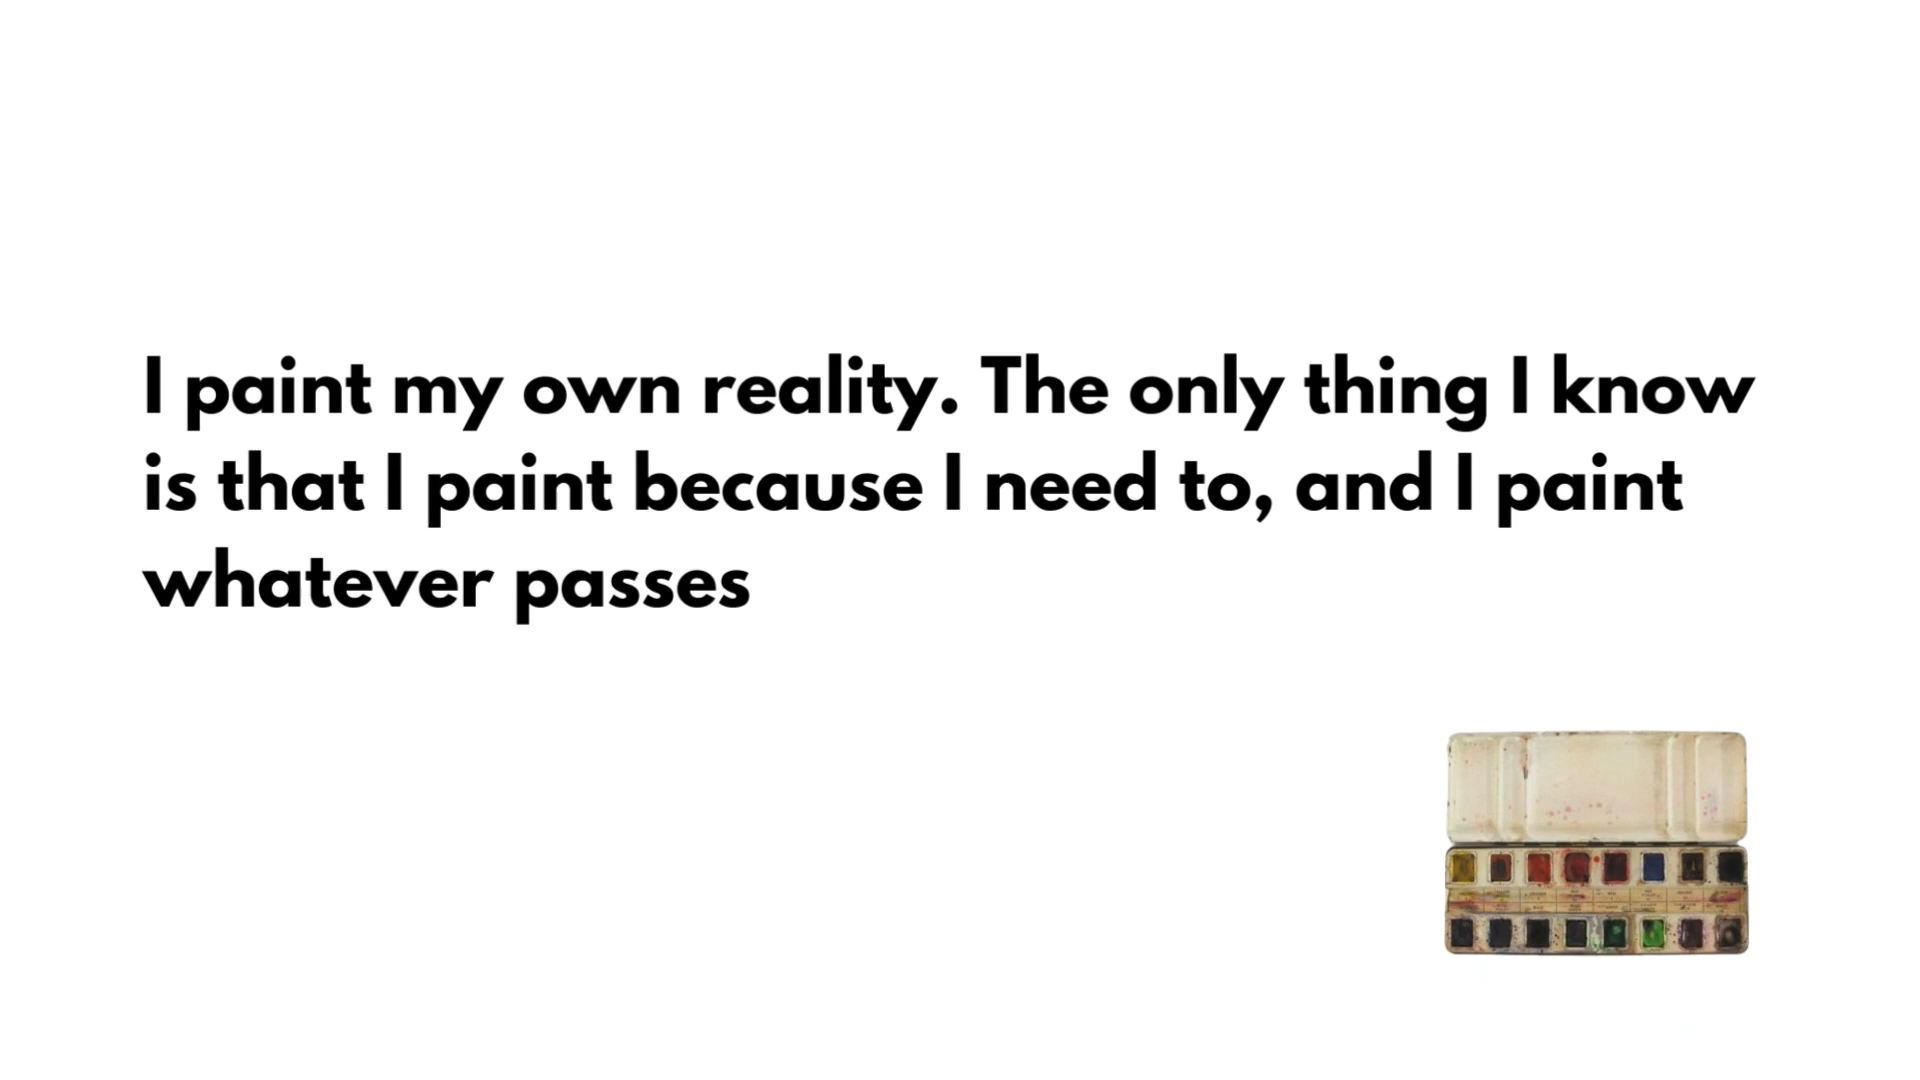 I paint my own reality. The only thing I know
is that I paint because I need to, and I paint
whatever passes